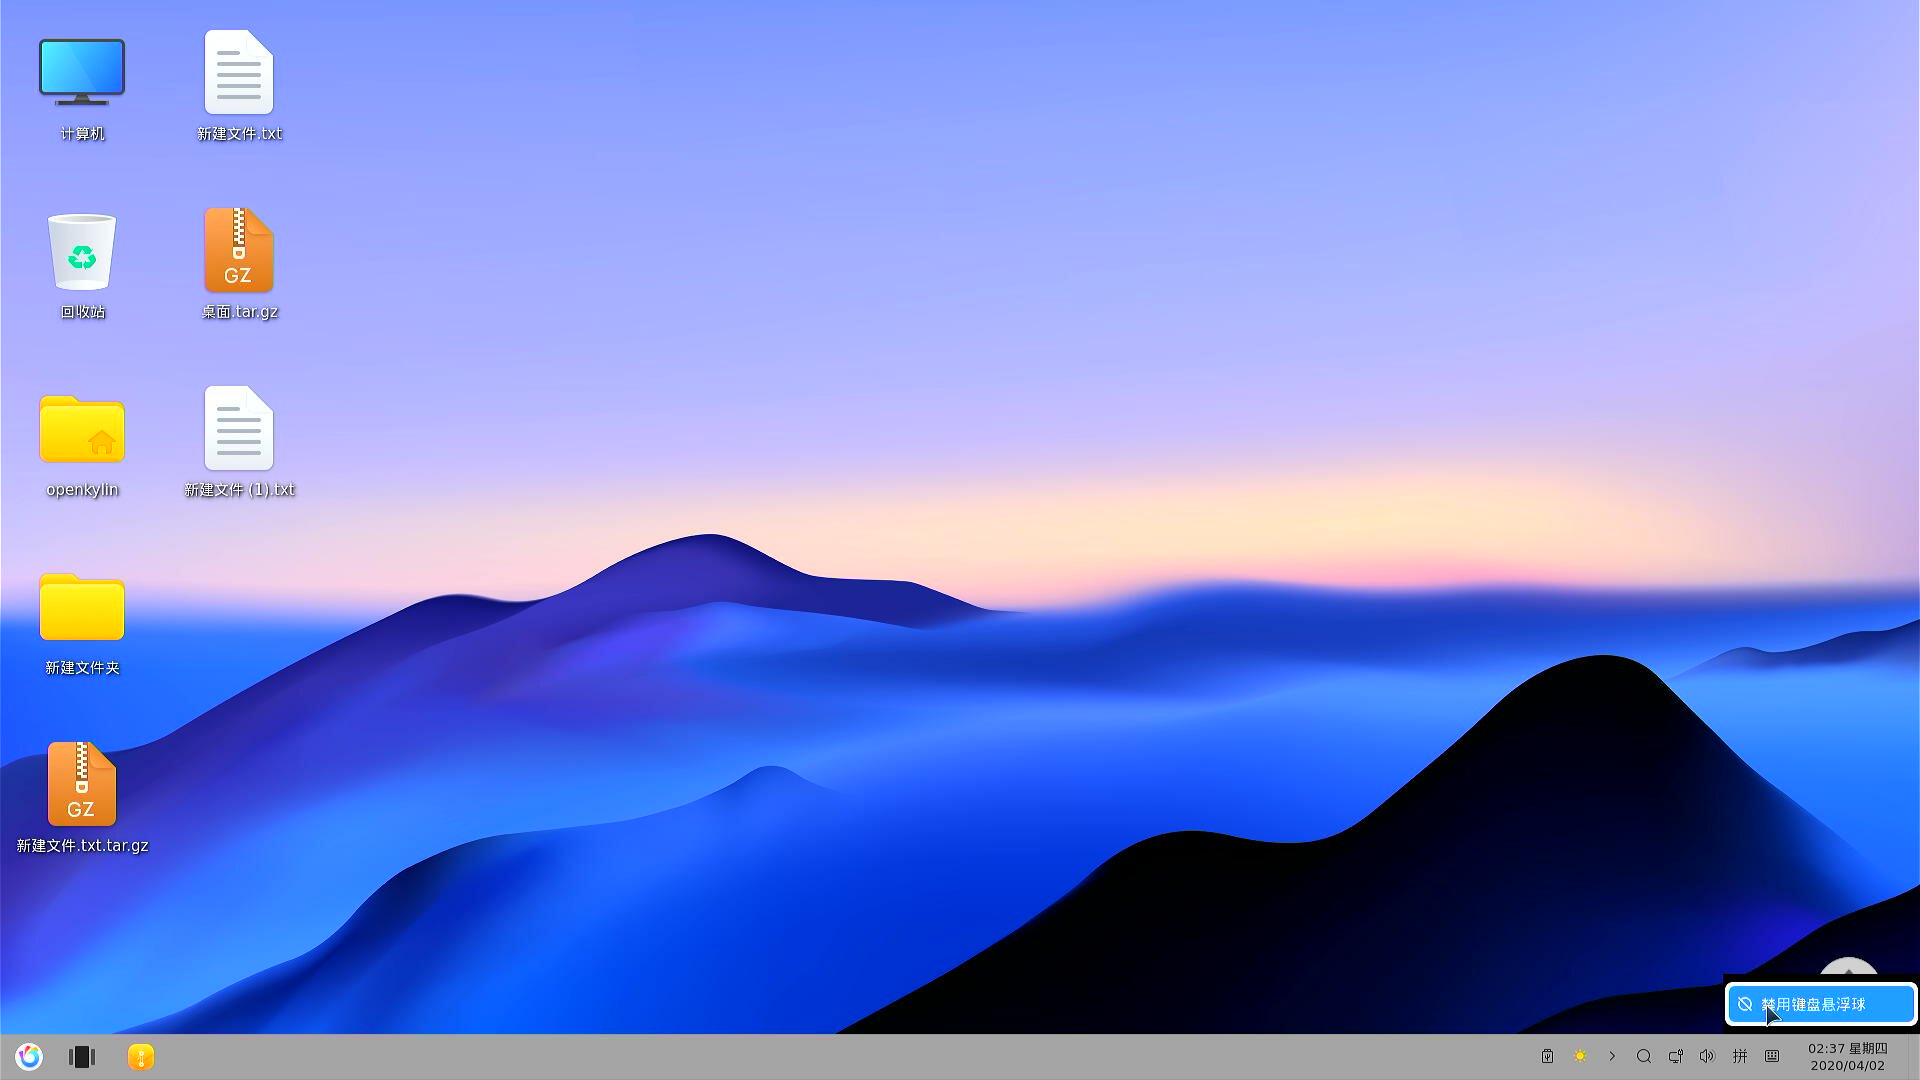 计算机
新建文件.txt
GZ
回收站
桌面.tar.gz
openkylin
新建文件 (1).txt
新建文件夹
GZ
新建文件.txt.tar.gz
禁用键盘悬浮球
拼
02:37 星期四
2020/04/02